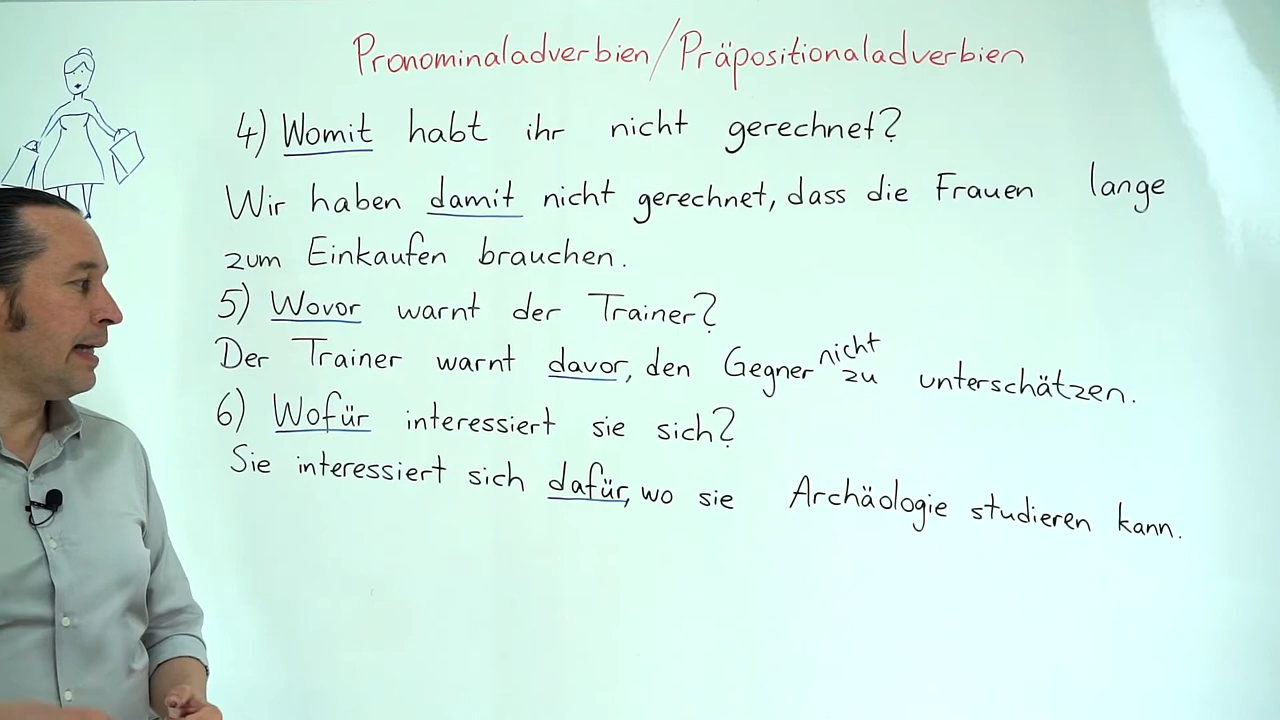 Pronominaladverbien/Präpositionaladverbien
4) Womit habt ihr nicht gerechnet?
Wir haben damit nicht gerechnet, dass die Frauen lange
zum Einkaufen brauchen.
5) Wovor warnt der Trainer?
Der Trainer warnt davor, den Gegner nicht zu unterschätzen.
6) Wofür interessiert sie sich?
Sie interessiert sich dafür, wo sie Archäologie studieren kann.